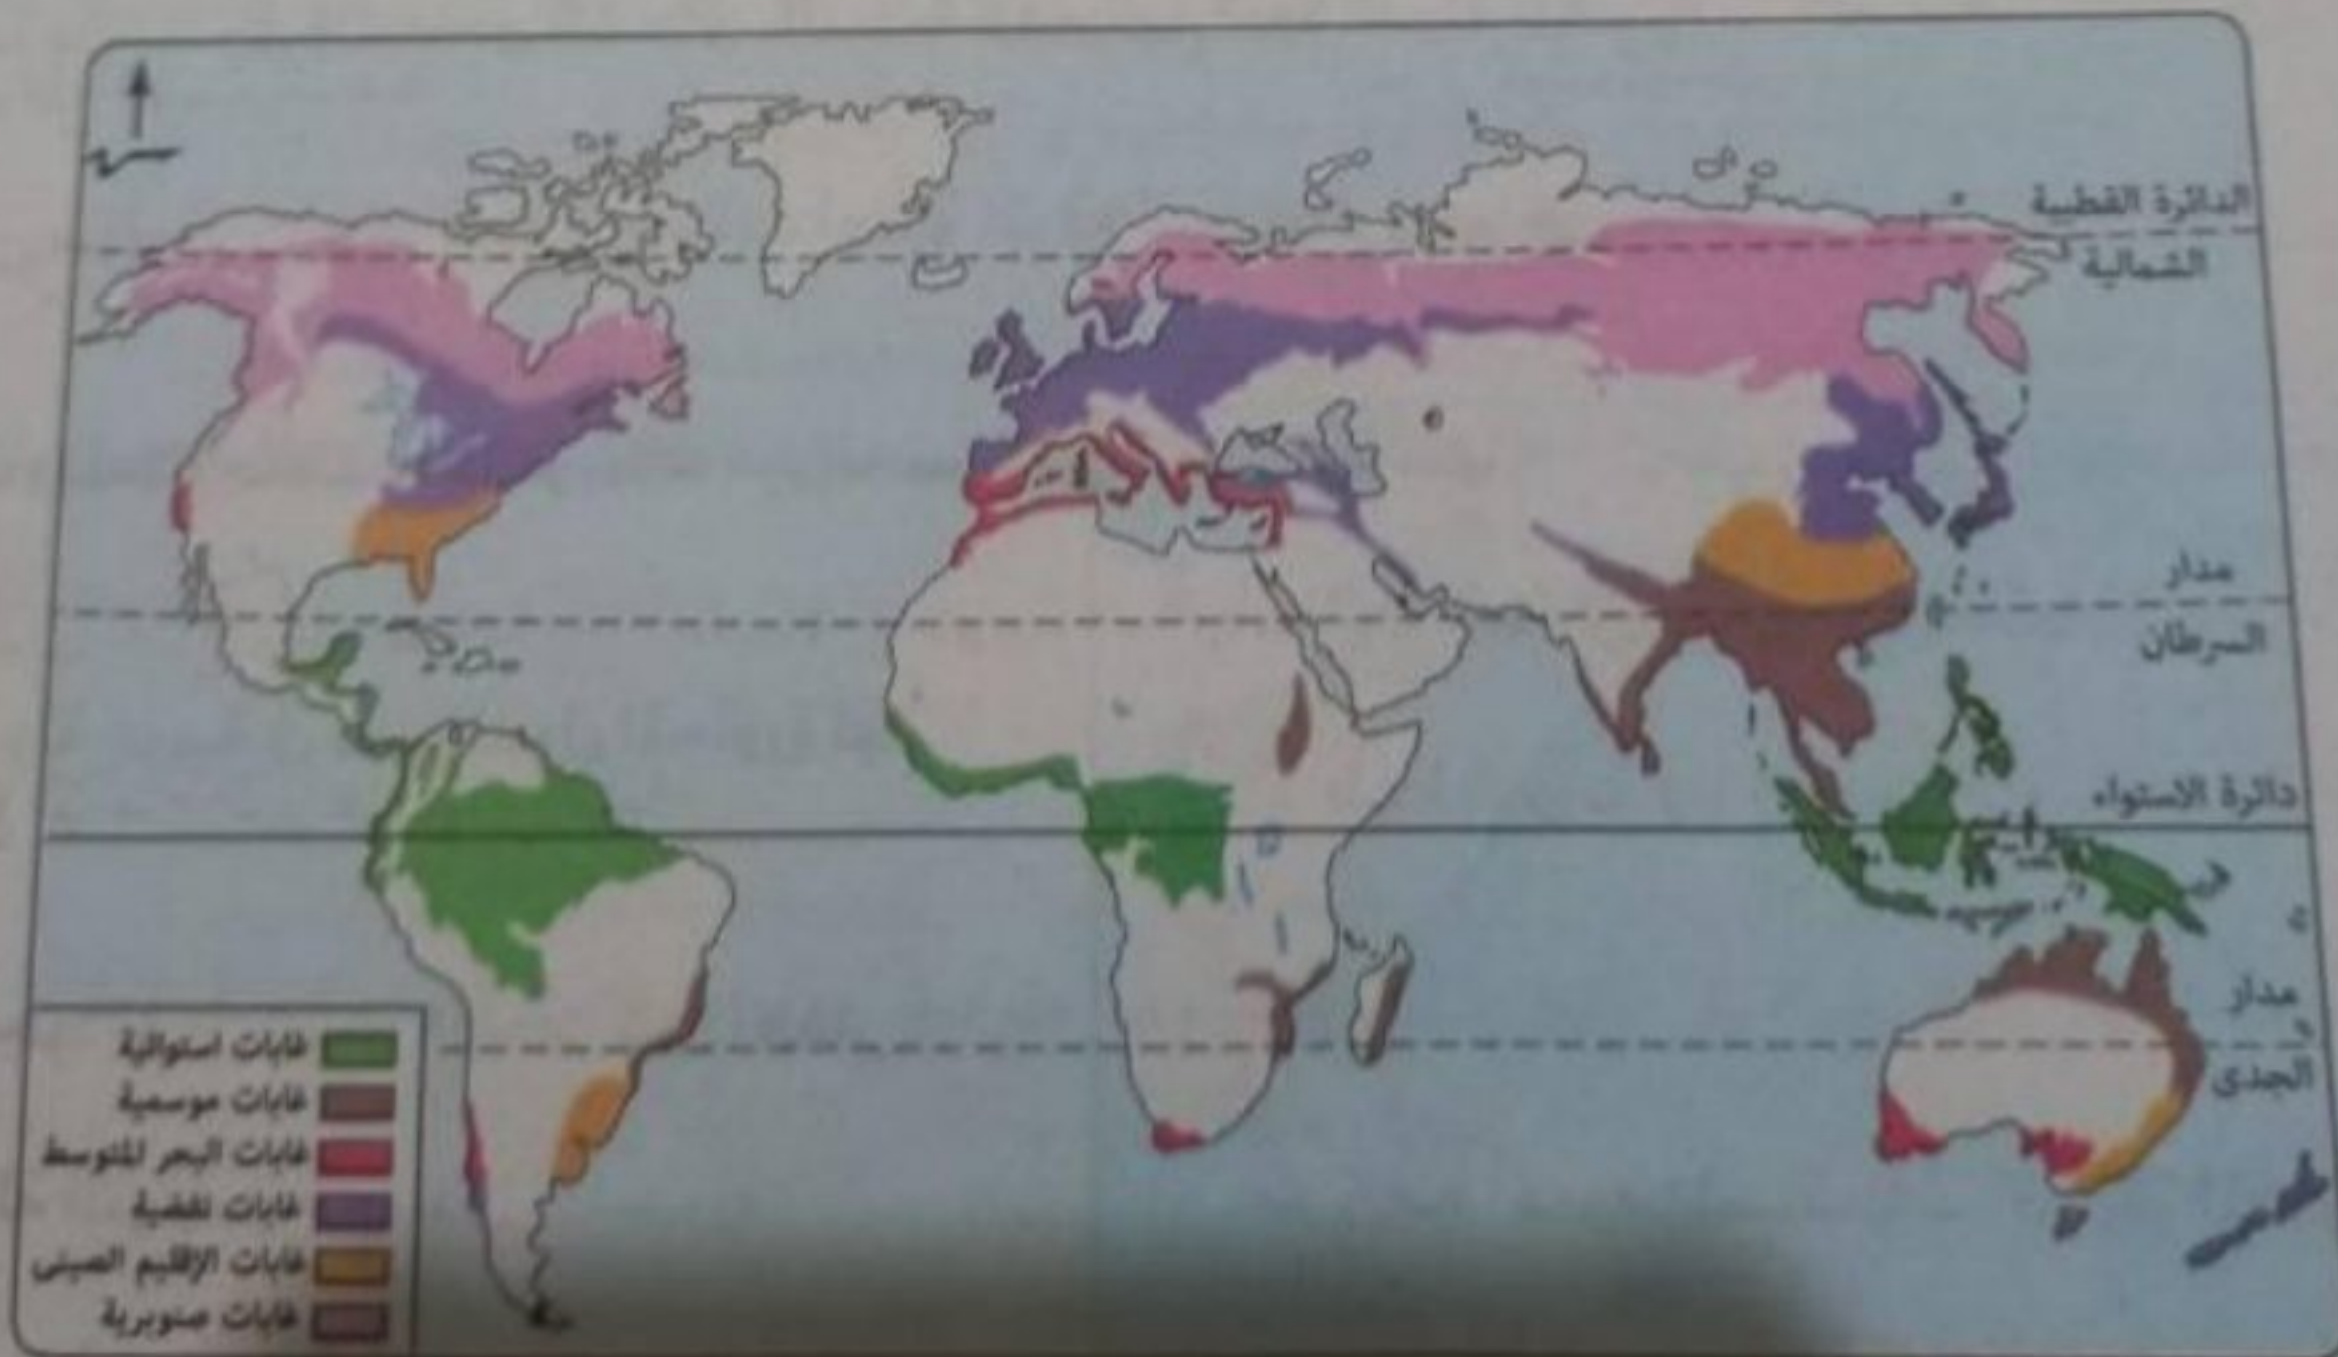 الدائرة القطبية
الشمالية
مدار
السرطان
دائرة الاستواء
مدار
الجدى
غابات استوائية
غابات موسمية
غابات البحر المتوسط
غابات نفضية
غابات الإقليم الصينى
غابات صنوبرية